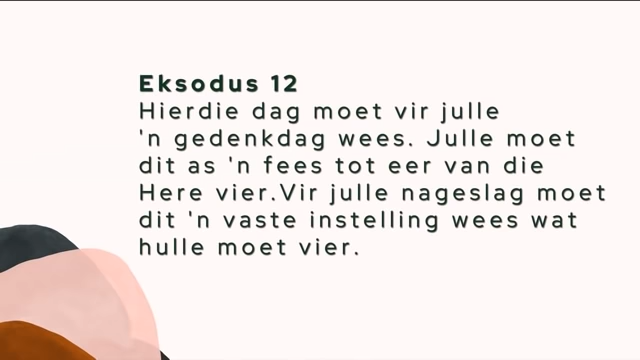 Eksodus 12
Hierdie dag moet vir julle
'n gedenkdag wees. Julle moet
dit as 'n fees tot eer van die
Here vier.Vir julle nageslag moet
dit 'n vaste instelling wees wat
hulle moet vier.